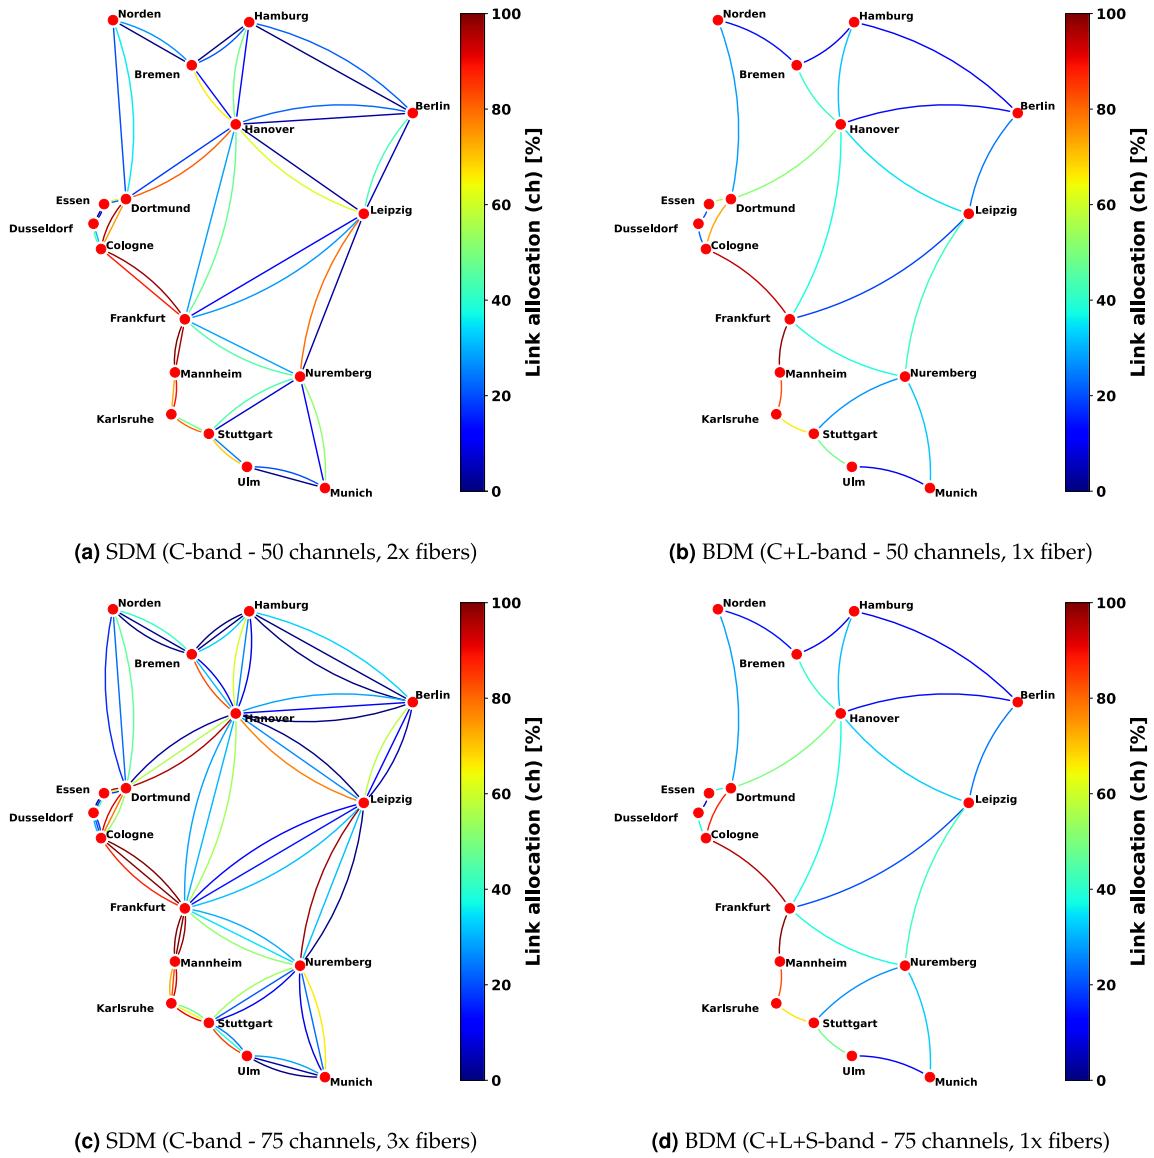 Norden
Hamburg
Bremen
Berlin
Hanover
Essen
Dortmund
Leipzig
Dusseldorf
Cologne
Frankfurt
Mannheim
Nuremberg
Karlsruhe
Stuttgart
Ulm
Munich
100
80
60
40
20
0
Link allocation (ch) [%]
(a) SDM (C-band - 50 channels, 2x fibers)
Norden
Hamburg
Bremen
Berlin
Hanover
Essen
Dortmund
Leipzig
Dusseldorf
Cologne
Frankfurt
Mannheim
Nuremberg
Karlsruhe
Stuttgart
Ulm
Munich
100
80
60
40
20
0
Link allocation (ch) [%]
(b) BDM (C+L-band - 50 channels, 1x fiber)
Norden
Hamburg
Bremen
Berlin
Hanover
Essen
Dortmund
Leipzig
Dusseldorf
Cologne
Frankfurt
Mannheim
Nuremberg
Karlsruhe
Stuttgart
Ulm
Munich
100
80
60
40
20
0
Link allocation (ch) [%]
(c) SDM (C-band - 75 channels, 3x fibers)
Norden
Hamburg
Bremen
Berlin
Hanover
Essen
Dortmund
Leipzig
Dusseldorf
Cologne
Frankfurt
Mannheim
Nuremberg
Karlsruhe
Stuttgart
Ulm
Munich
100
80
60
40
20
0
Link allocation (ch) [%]
(d) BDM (C+L+S-band - 75 channels, 1x fibers)